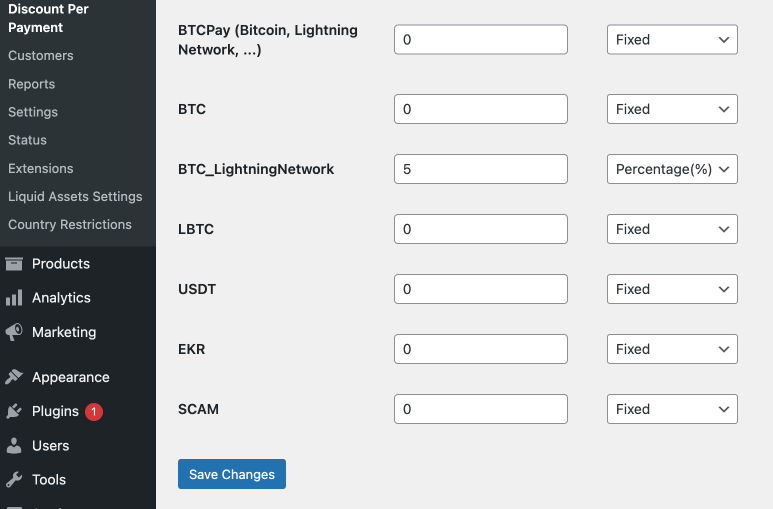 Discount Per
Payment
Customers
Reports
Settings
Status
Extensions
Liquid Assets Settings
Country Restrictions
Products
Analytics
Marketing
Appearance
Plugins 1
Users
Tools
BTCPay (Bitcoin, Lightning
Network, ...)
0
Fixed
BTC
0
Fixed
BTC_LightningNetwork
5
Percentage(%)
LBTC
0
Fixed
USDT
0
Fixed
EKR
0
Fixed
SCAM
0
Fixed
Save Changes